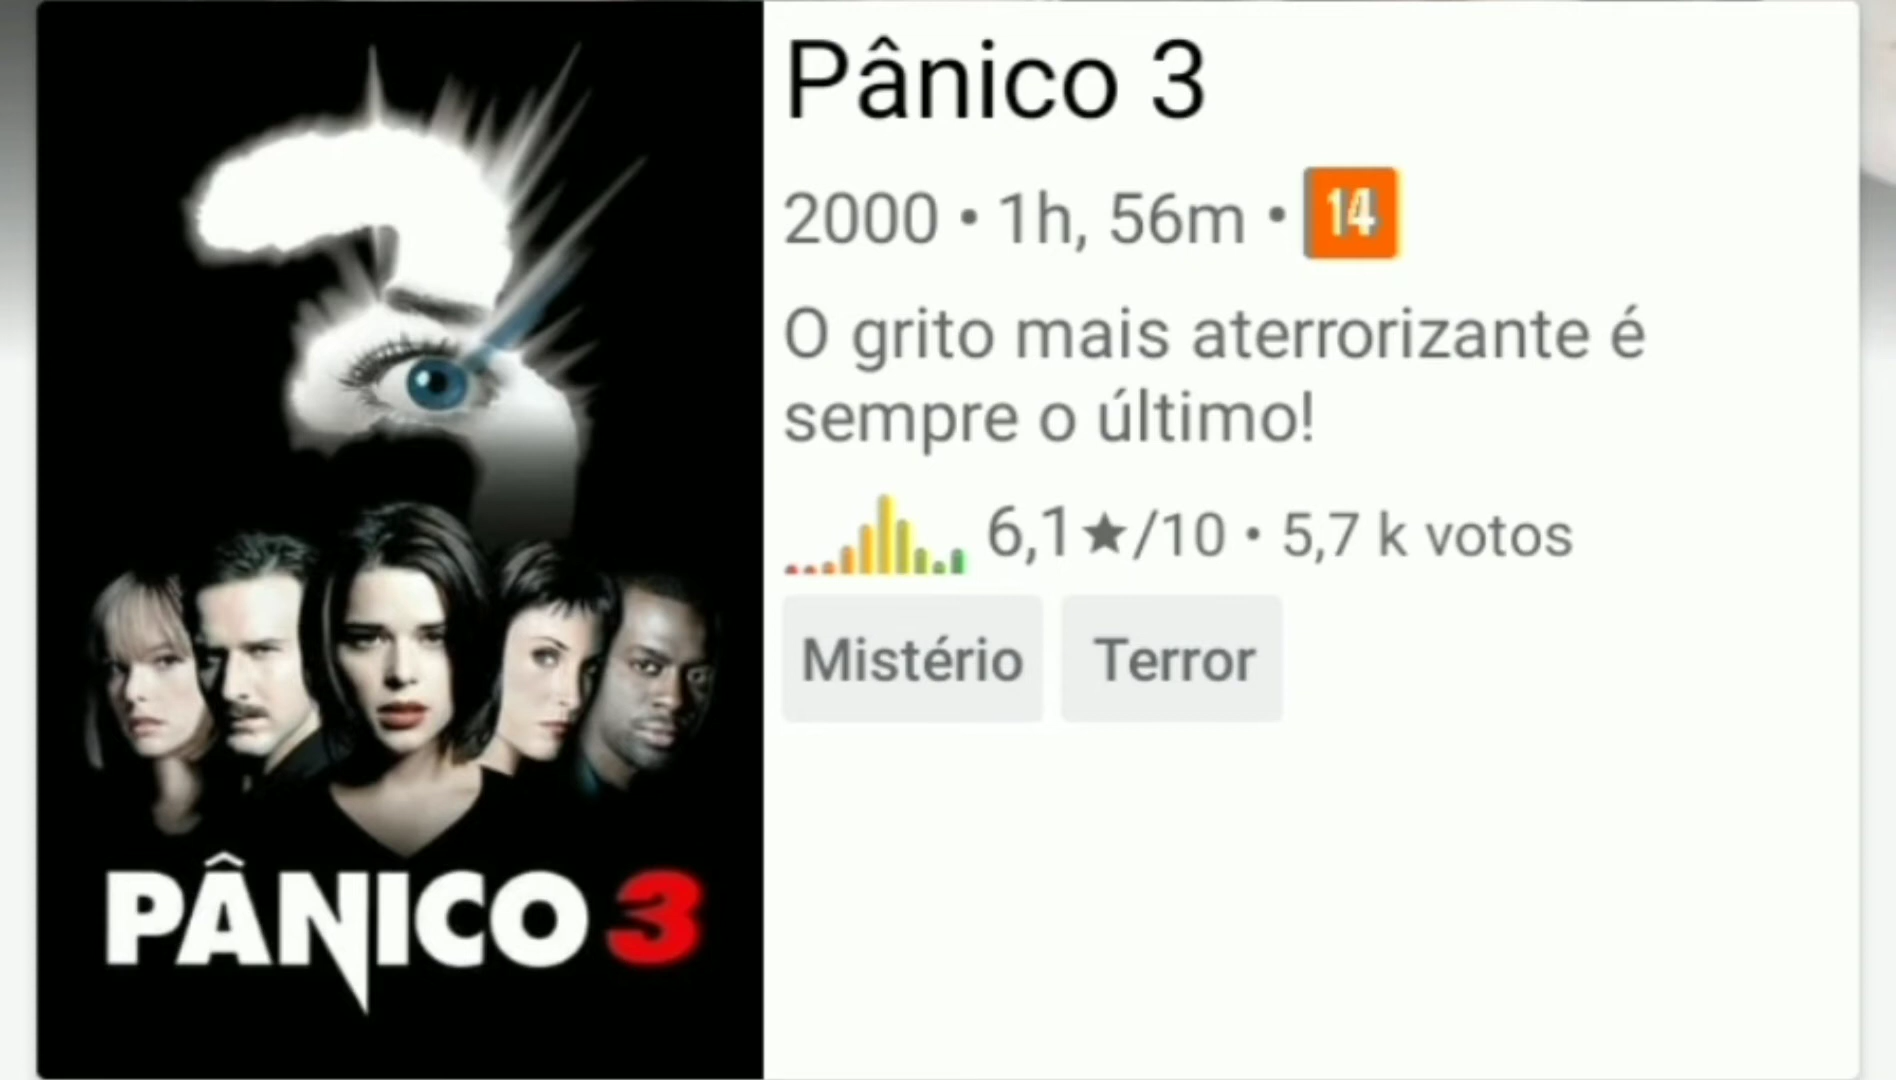 Pânico 3
2000 • 1h, 56m • 14
O grito mais aterrorizante é
sempre o último!
6,1★/10 • 5,7 k votos
Mistério Terror
PÂNICO 3